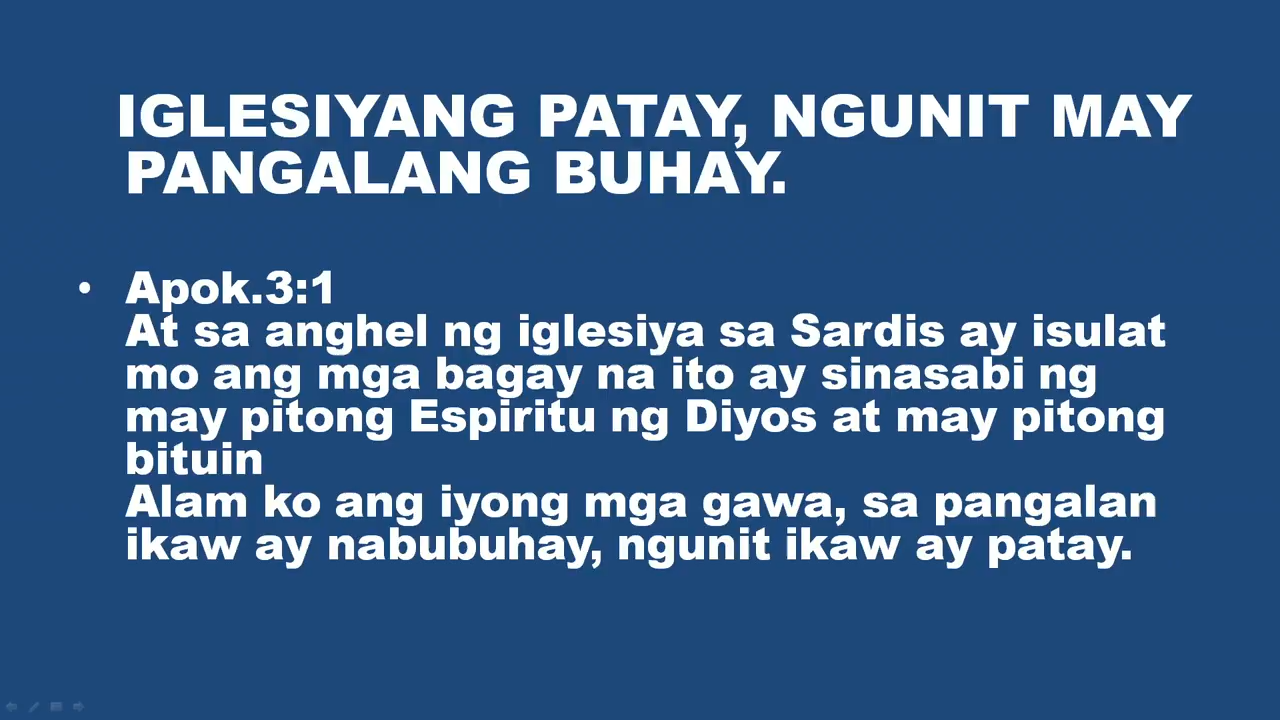 IGLESIYANG PATAY, NGUNIT MAY
PANGALANG BUHAY.
• Apok.3:1
At sa anghel ng iglesiya sa Sardis ay isulat
mo ang mga bagay na ito ay sinasabi ng
may pitong Espiritu ng Diyos at may pitong
bituin
Alam ko ang iyong mga gawa, sa pangalan
ikaw ay nabubuhay, ngunit ikaw ay patay.